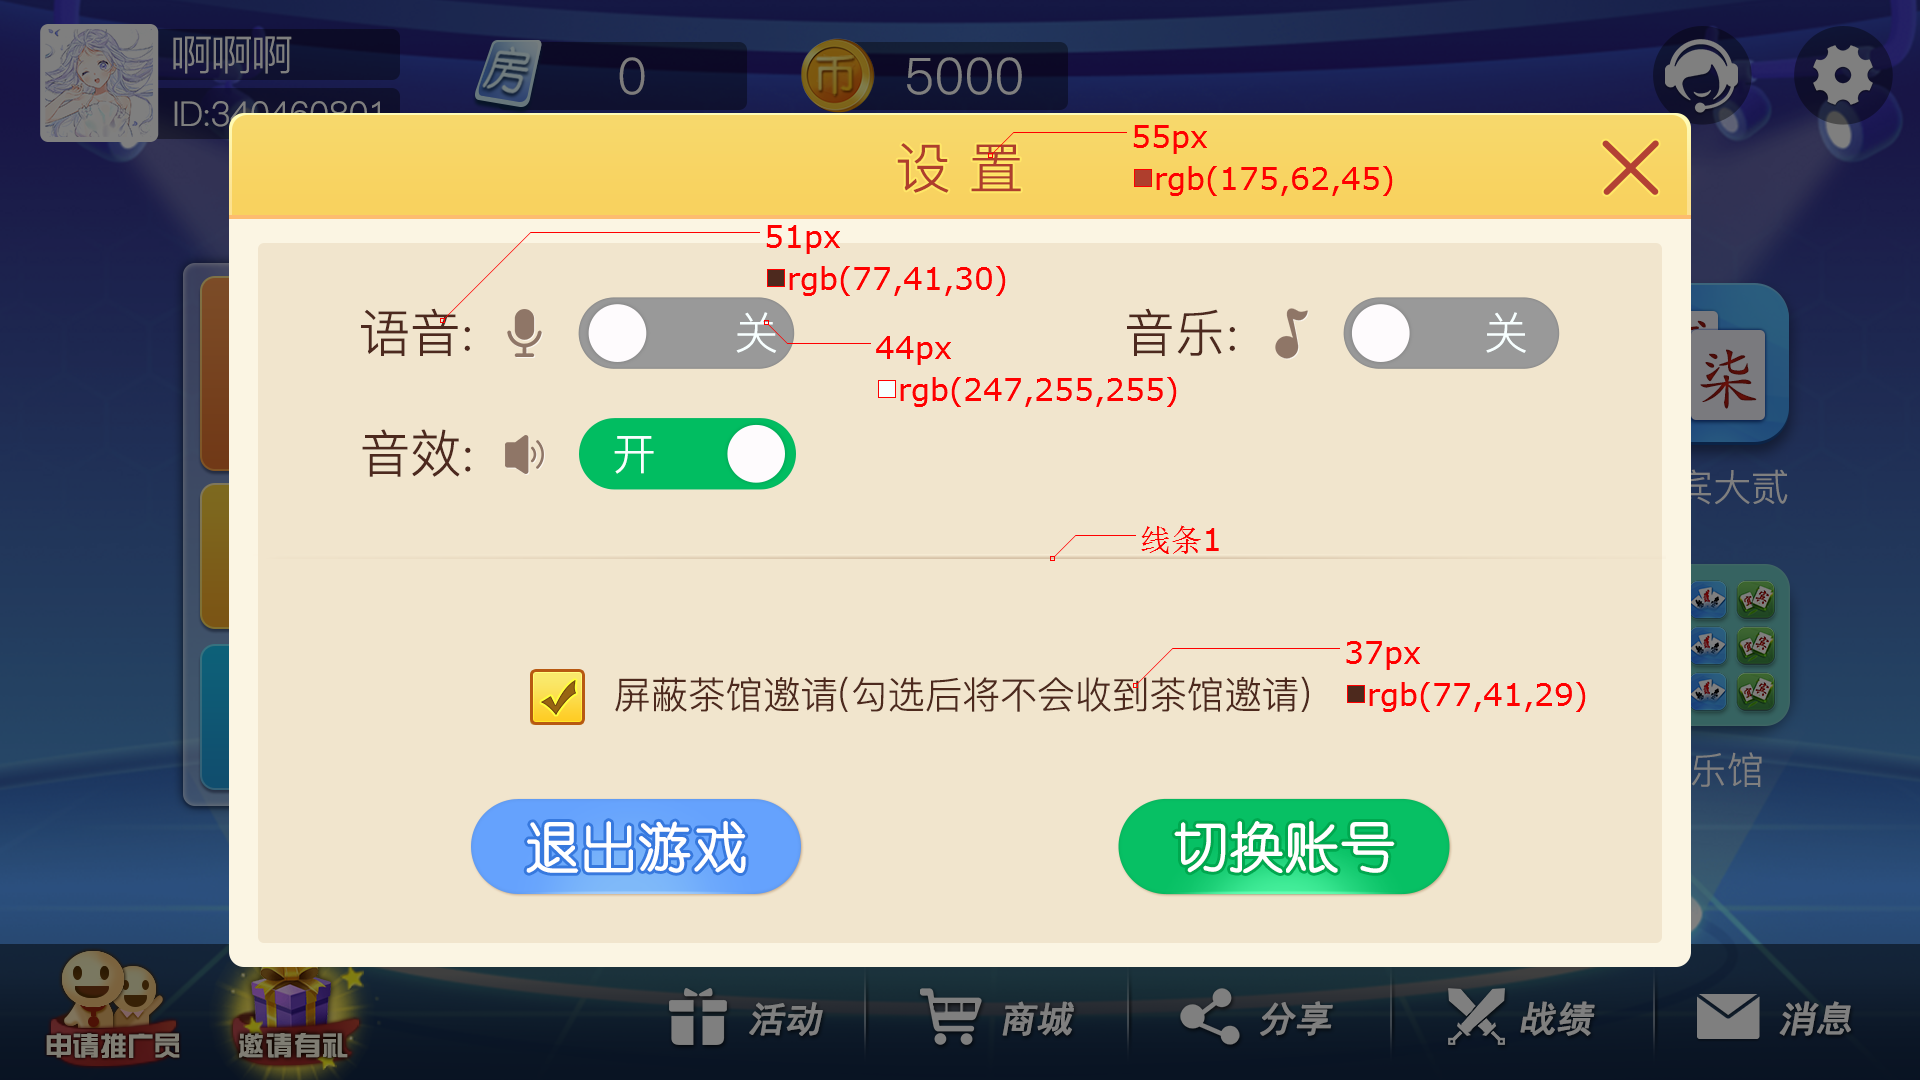 啊啊啊
房 0
币 5000
设 置
55px
rgb(175,62,45)
51px
rgb(77,41,30)
语音: 关
44px
rgb(247,255,255)
音乐: 关
音效: 开
线条1
37px
rgb(77,41,29)
屏蔽茶馆邀请(勾选后将不会收到茶馆邀请)
退出游戏
切换账号
柒
宾大贰
乐馆
申请推广员
邀请有礼
活动
商城
分享
战绩
消息